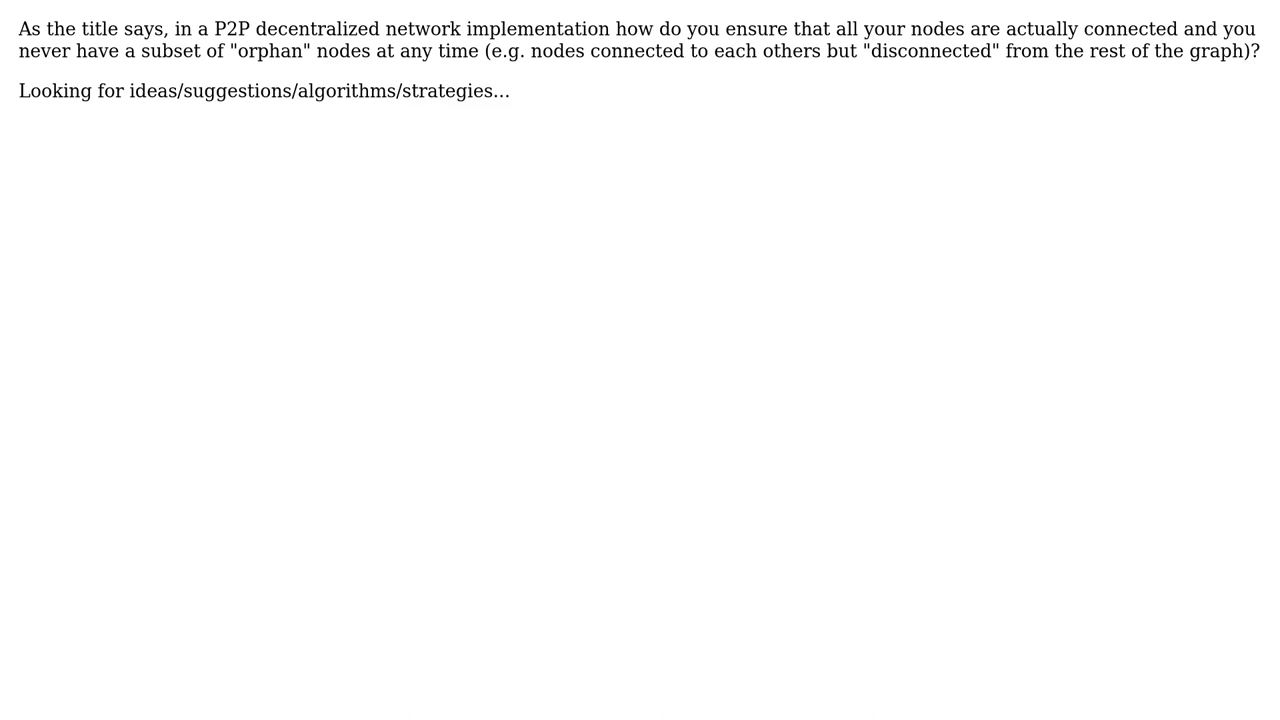 As the title says, in a P2P decentralized network implementation how do you ensure that all your nodes are actually connected and you
never have a subset of "orphan" nodes at any time (e.g. nodes connected to each others but "disconnected" from the rest of the graph)?
Looking for ideas/suggestions/algorithms/strategies...